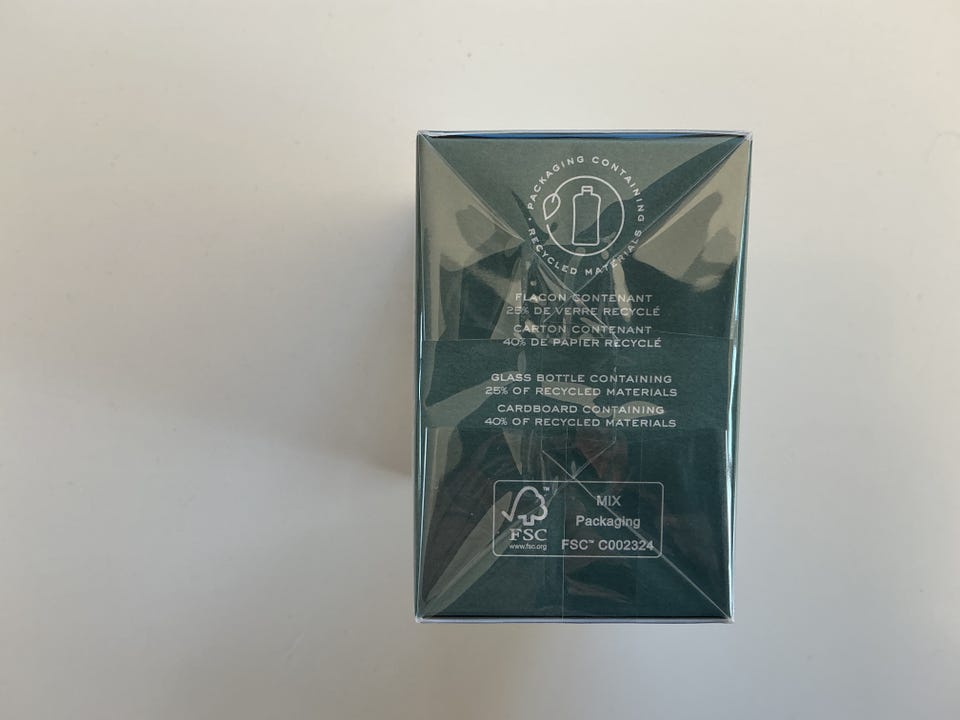 PACKAGING CONTAINING
• RECYCLED MATERIALS •
FLACON CONTENANT
25% DE VERRE RECYCLÉ
CARTON CONTENANT
40% DE PAPIER RECYCLÉ
GLASS BOTTLE CONTAINING
25% OF RECYCLED MATERIALS
CARDBOARD CONTAINING
40% OF RECYCLED MATERIALS
™
FSC
www.fsc.org
MIX
Packaging
FSC™ C002324